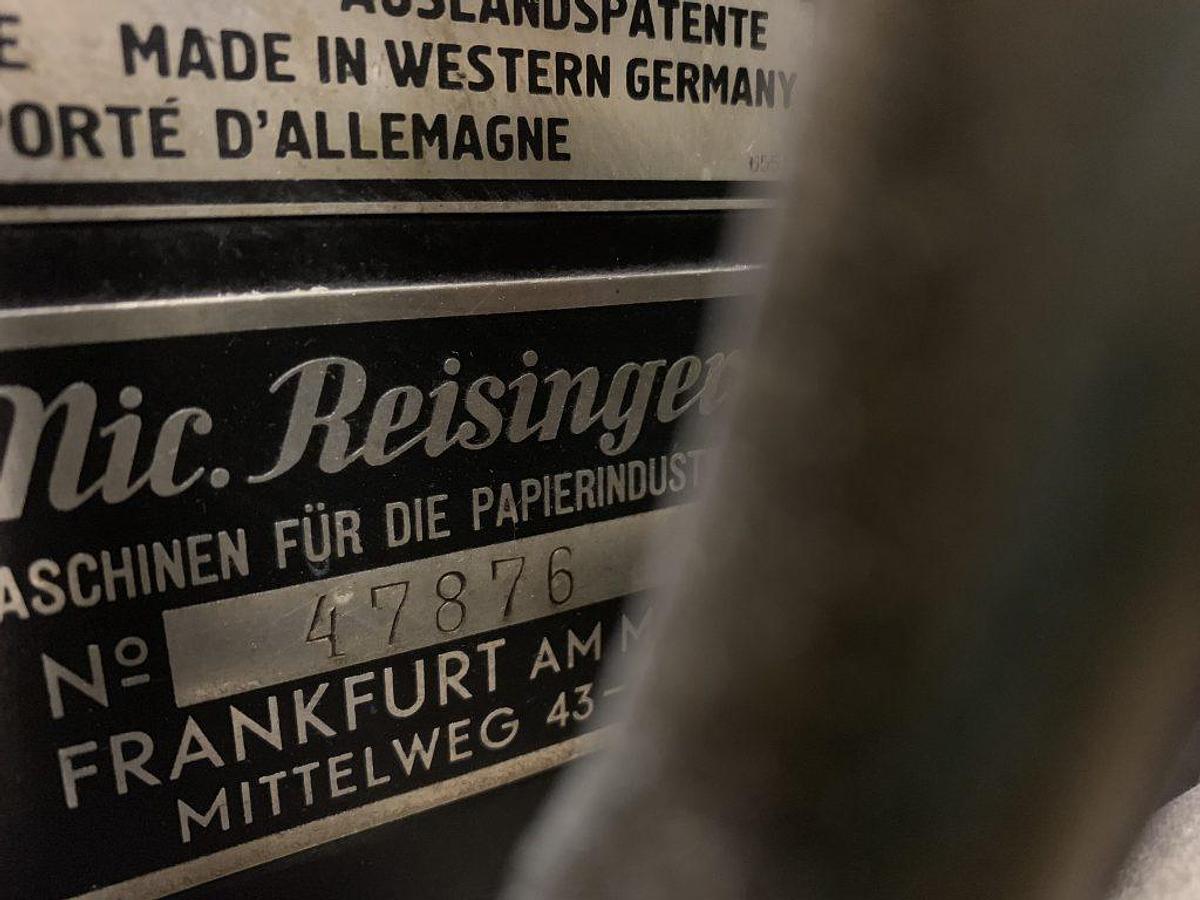 AUSLANDSPATENTE
E MADE IN WESTERN GERMANY
PORTÉ D'ALLEMAGNE
Mic. Reisinger
ASCHINEN FÜR DIE PAPIERINDUST
Nº 47876
FRANKFURT AM M
MITTELWEG 43-